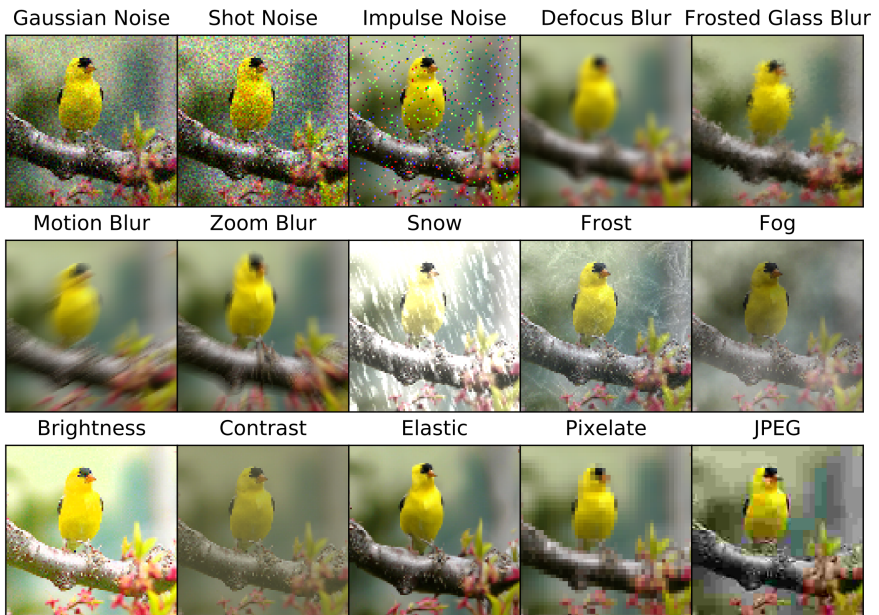 Gaussian Noise Shot Noise Impulse Noise Defocus Blur Frosted Glass Blur
Motion Blur Zoom Blur Snow Frost Fog
Brightness Contrast Elastic Pixelate JPEG